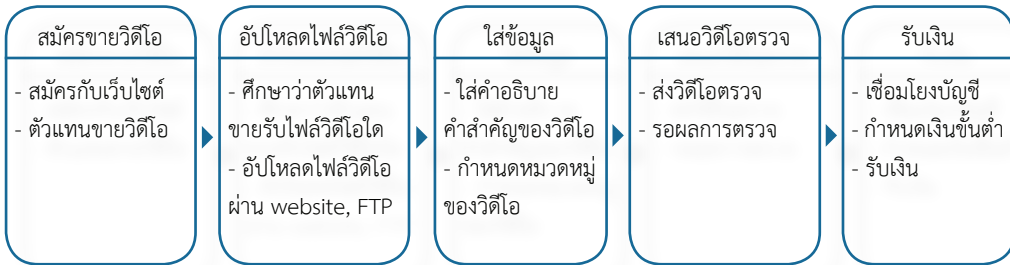 สมัครขายวิดีโอ
- สมัครกับเว็บไซต์
- ตัวแทนขายวิดีโอ
อัปโหลดไฟล์วิดีโอ
- ศึกษาว่าตัวแทน
ขายรับไฟล์วิดีโอใด
- อัปโหลดไฟล์วิดีโอ
ผ่าน website, FTP
ใส่ข้อมูล
- ใส่คำอธิบาย
คำสำคัญของวิดีโอ
- กำหนดหมวดหมู่
ของวิดีโอ
เสนอวิดีโอตรวจ
- ส่งวิดีโอตรวจ
- รอผลการตรวจ
รับเงิน
- เชื่อมโยงบัญชี
- กำหนดเงินขั้นต่ำ
- รับเงิน